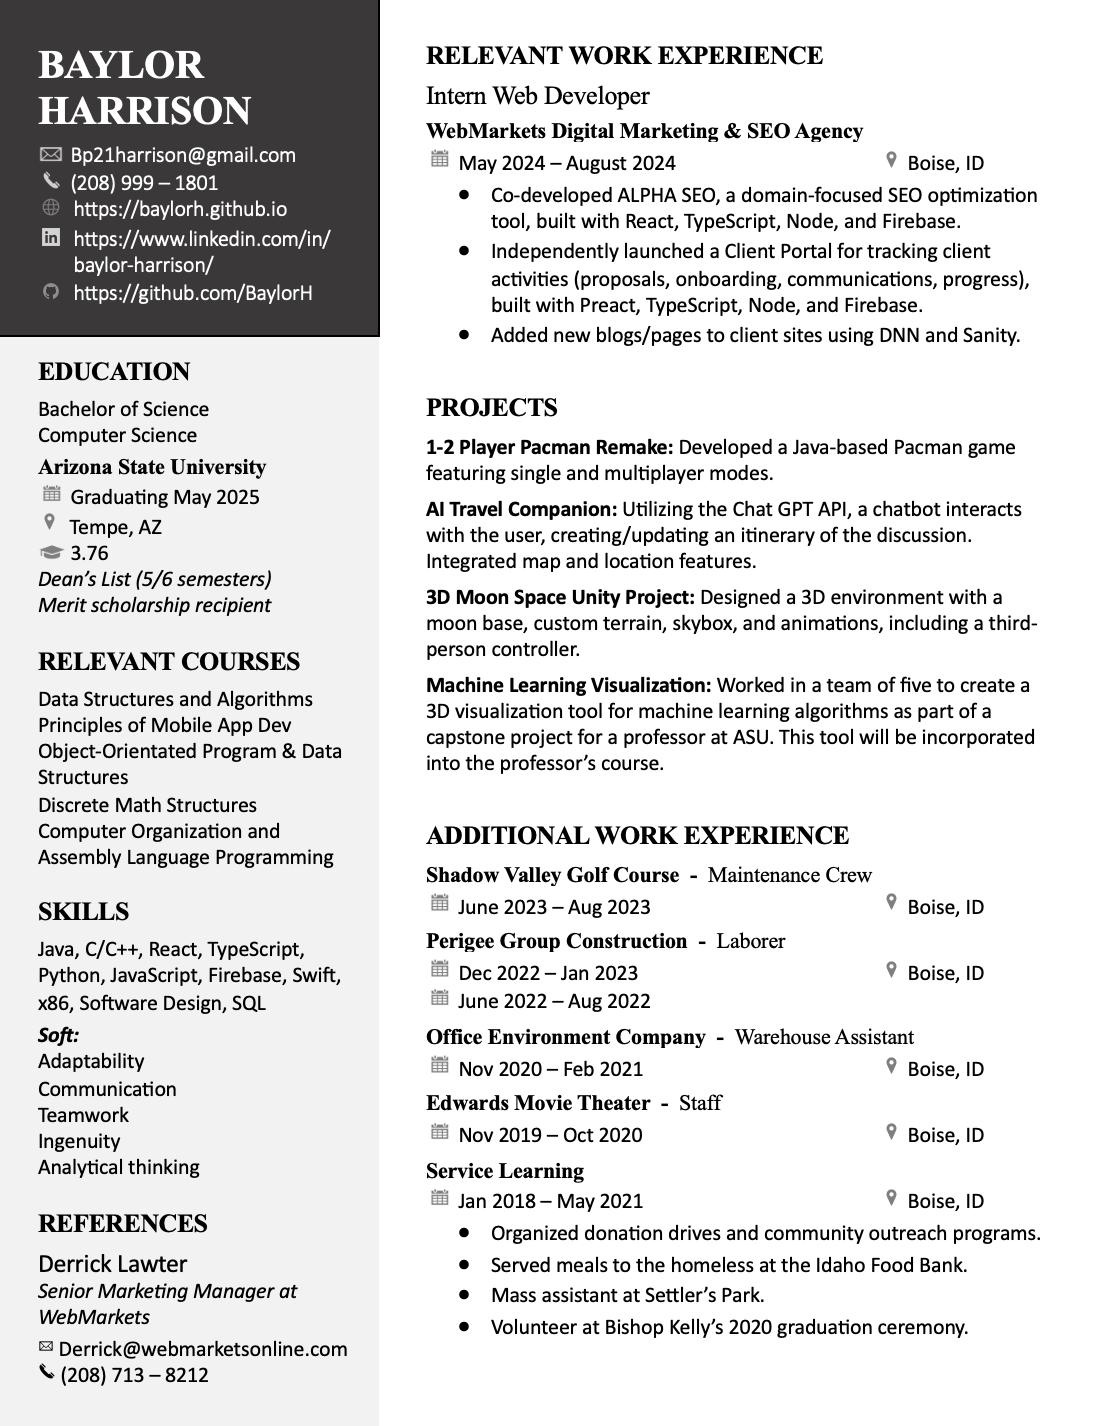 BAYLOR
HARRISON
Bp21harrison@gmail.com
(208) 999 – 1801
https://baylorh.github.io
https://www.linkedin.com/in/
baylor-harrison/
https://github.com/BaylorH
EDUCATION
Bachelor of Science
Computer Science
Arizona State University
Graduating May 2025
Tempe, AZ
3.76
Dean’s List (5/6 semesters)
Merit scholarship recipient
RELEVANT COURSES
Data Structures and Algorithms
Principles of Mobile App Dev
Object-Orientated Program & Data
Structures
Discrete Math Structures
Computer Organization and
Assembly Language Programming
SKILLS
Java, C/C++, React, TypeScript,
Python, JavaScript, Firebase, Swift,
x86, Software Design, SQL
Soft:
Adaptability
Communication
Teamwork
Ingenuity
Analytical thinking
REFERENCES
Derrick Lawter
Senior Marketing Manager at
WebMarkets
Derrick@webmarketsonline.com
(208) 713 – 8212
RELEVANT WORK EXPERIENCE
Intern Web Developer
WebMarkets Digital Marketing & SEO Agency
May 2024 – August 2024 Boise, ID
• Co-developed ALPHA SEO, a domain-focused SEO optimization
tool, built with React, TypeScript, Node, and Firebase.
• Independently launched a Client Portal for tracking client
activities (proposals, onboarding, communications, progress),
built with Preact, TypeScript, Node, and Firebase.
• Added new blogs/pages to client sites using DNN and Sanity.
PROJECTS
1-2 Player Pacman Remake: Developed a Java-based Pacman game
featuring single and multiplayer modes.
AI Travel Companion: Utilizing the Chat GPT API, a chatbot interacts
with the user, creating/updating an itinerary of the discussion.
Integrated map and location features.
3D Moon Space Unity Project: Designed a 3D environment with a
moon base, custom terrain, skybox, and animations, including a third-
person controller.
Machine Learning Visualization: Worked in a team of five to create a
3D visualization tool for machine learning algorithms as part of a
capstone project for a professor at ASU. This tool will be incorporated
into the professor’s course.
ADDITIONAL WORK EXPERIENCE
Shadow Valley Golf Course - Maintenance Crew
June 2023 – Aug 2023 Boise, ID
Perigee Group Construction - Laborer
Dec 2022 – Jan 2023 Boise, ID
June 2022 – Aug 2022
Office Environment Company - Warehouse Assistant
Nov 2020 – Feb 2021 Boise, ID
Edwards Movie Theater - Staff
Nov 2019 – Oct 2020 Boise, ID
Service Learning
Jan 2018 – May 2021 Boise, ID
• Organized donation drives and community outreach programs.
• Served meals to the homeless at the Idaho Food Bank.
• Mass assistant at Settler’s Park.
• Volunteer at Bishop Kelly’s 2020 graduation ceremony.